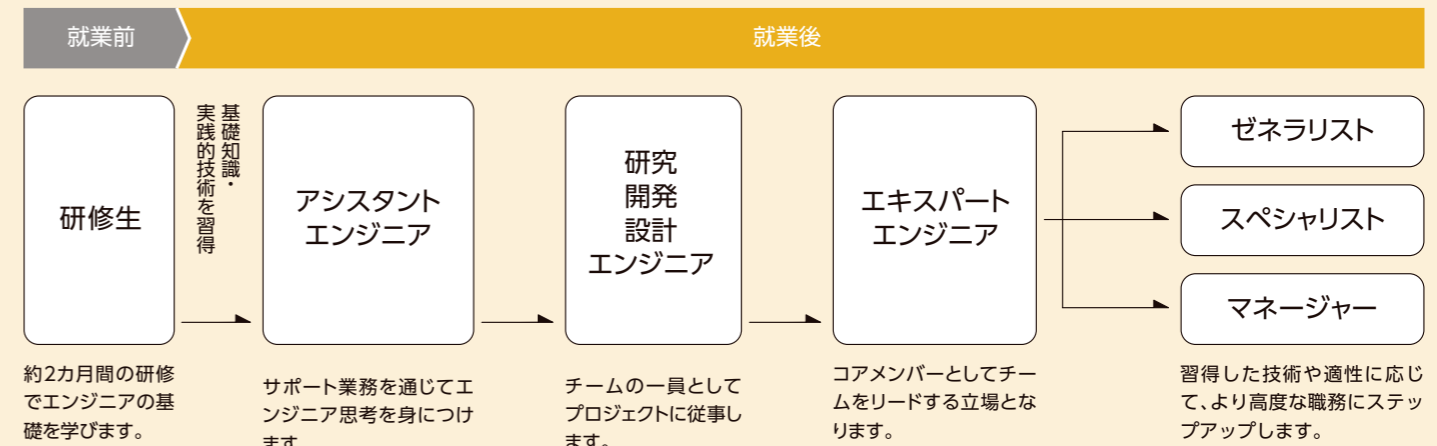 就業前
就業後
研修生
基礎知識・
実践的技術を習得
アシスタント
エンジニア
研究
開発
設計
エンジニア
エキスパート
エンジニア
ゼネラリスト
スペシャリスト
マネージャー
約2カ月間の研修
でエンジニアの基
礎を学びます。
サポート業務を通じてエ
ンジニア思考を身につけ
ます。
チームの一員として
プロジェクトに従事し
ます。
コアメンバーとしてチー
ムをリードする立場とな
ります。
習得した技術や適性に応じ
て、より高度な職務にステッ
プアップします。